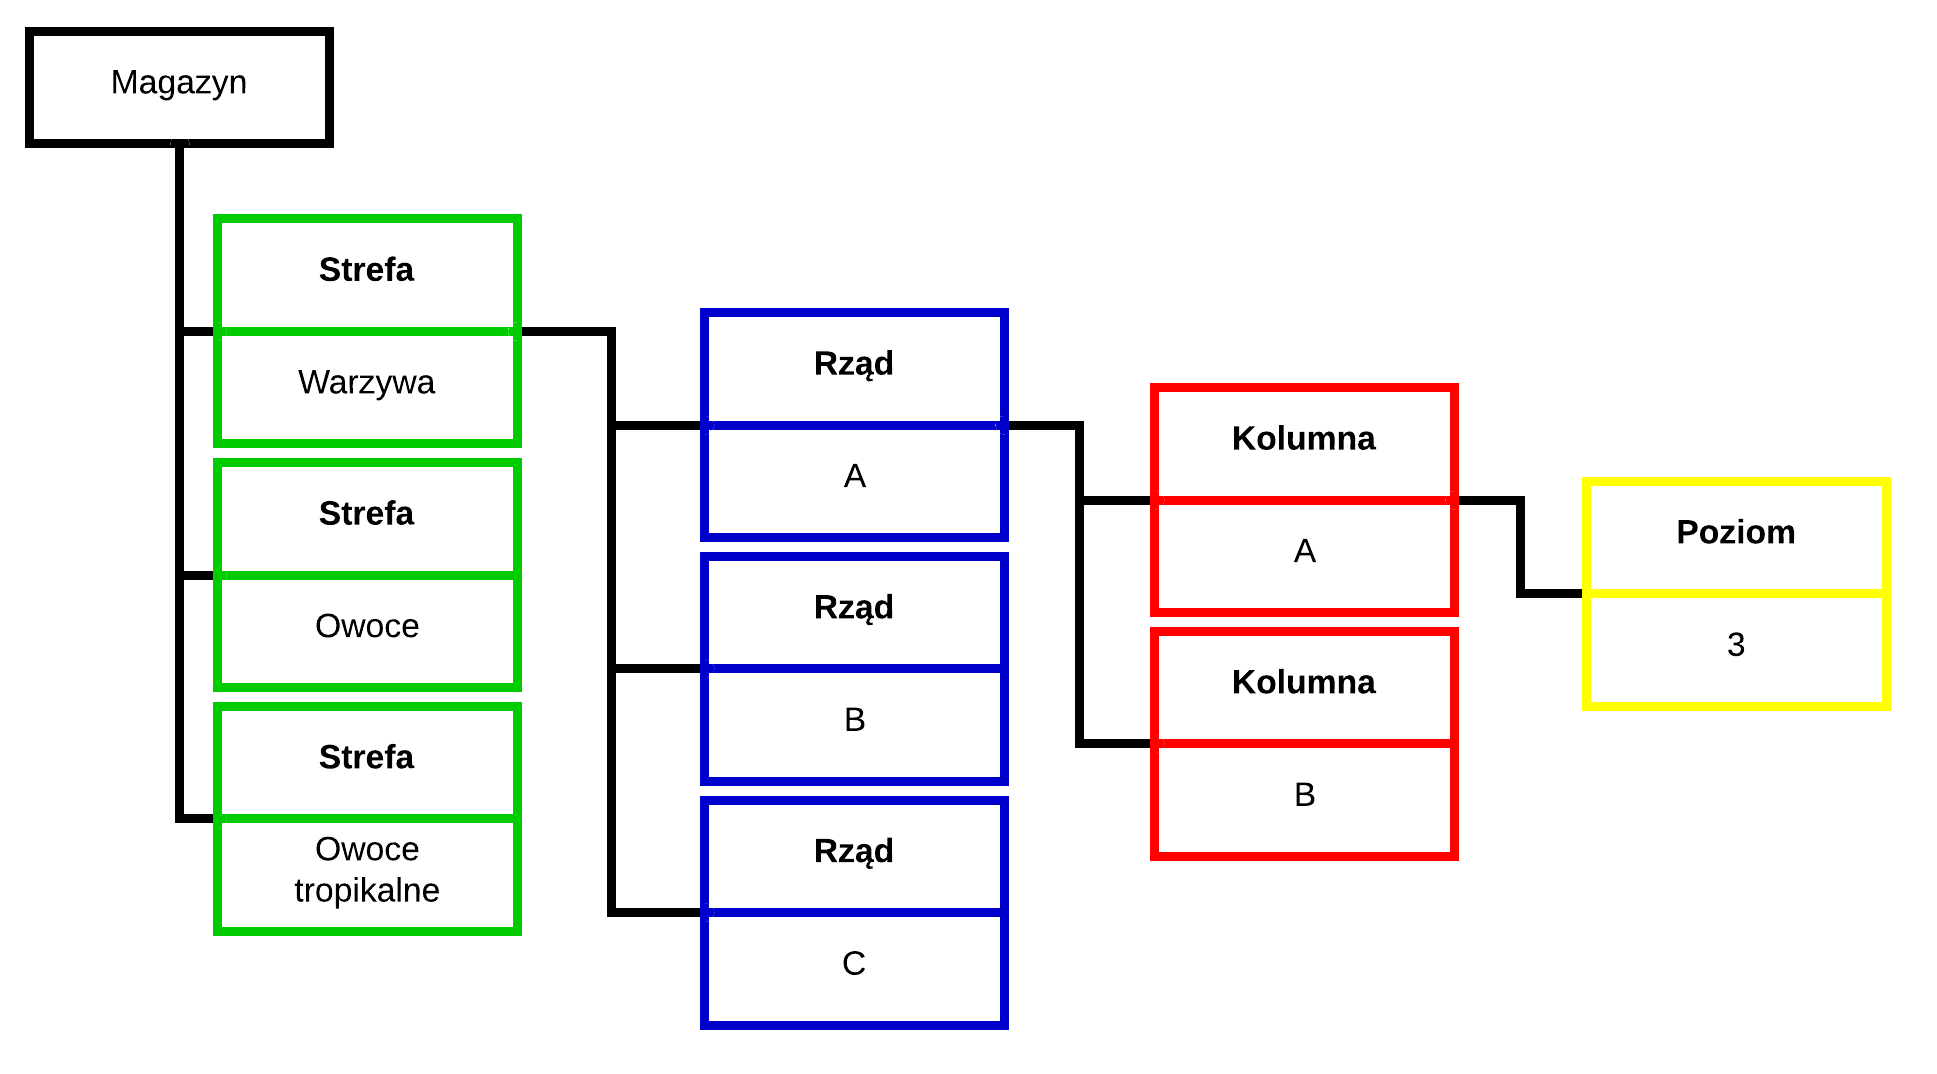 Magazyn
Strefa
Warzywa
Strefa
Owoce
Strefa
Owoce
tropikalne
Rząd
A
Rząd
B
Rząd
C
Kolumna
A
Kolumna
B
Poziom
3